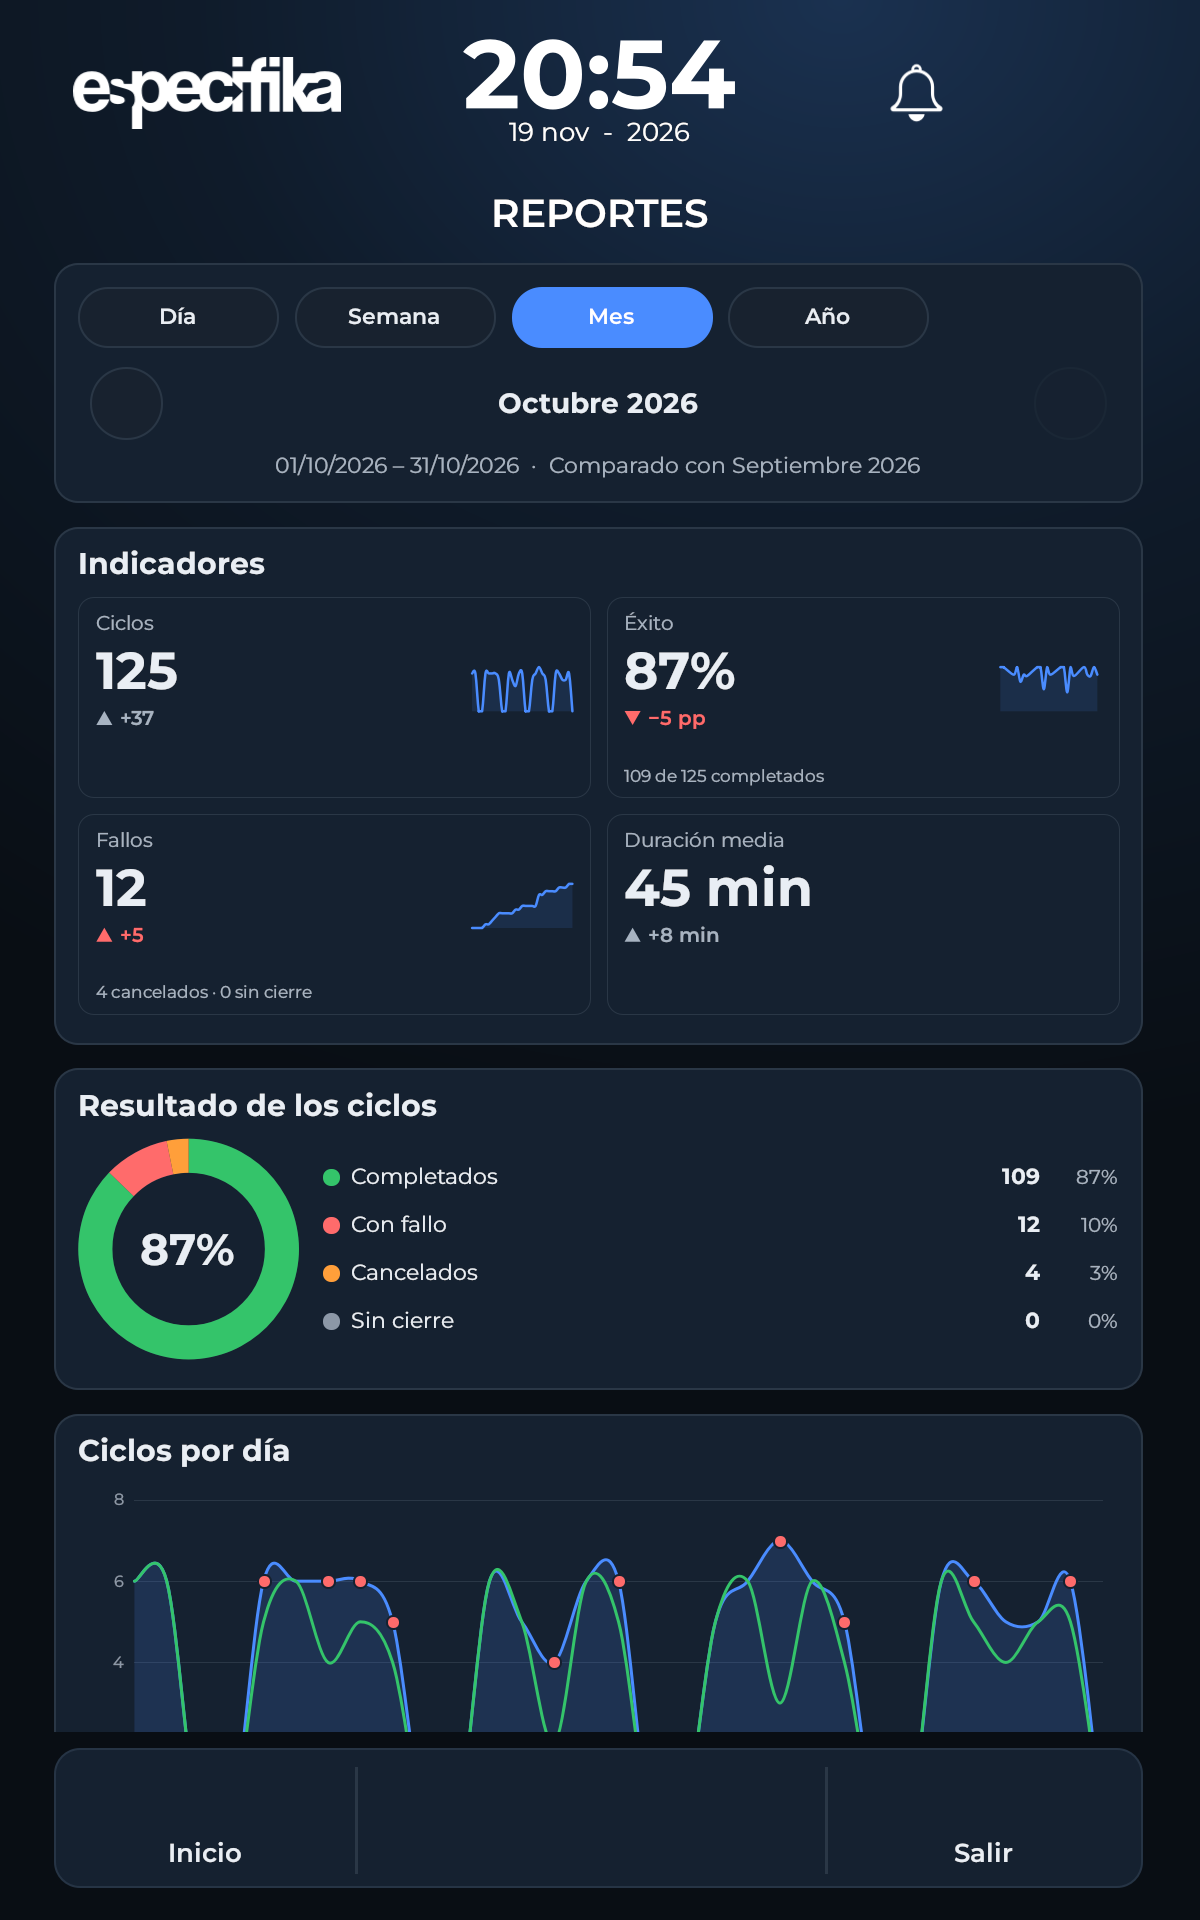 especifika
20:54
19 nov - 2026
REPORTES
Día Semana Mes Año
Octubre 2026
01/10/2026 – 31/10/2026 · Comparado con Septiembre 2026
Indicadores
Ciclos
125
▲ +37
Éxito
87%
▼ −5 pp
109 de 125 completados
Fallos
12
▲ +5
4 cancelados · 0 sin cierre
Duración media
45 min
▲ +8 min
Resultado de los ciclos
87%
Completados 109 87%
Con fallo 12 10%
Cancelados 4 3%
Sin cierre 0 0%
Ciclos por día
8
6
4
Inicio
Salir